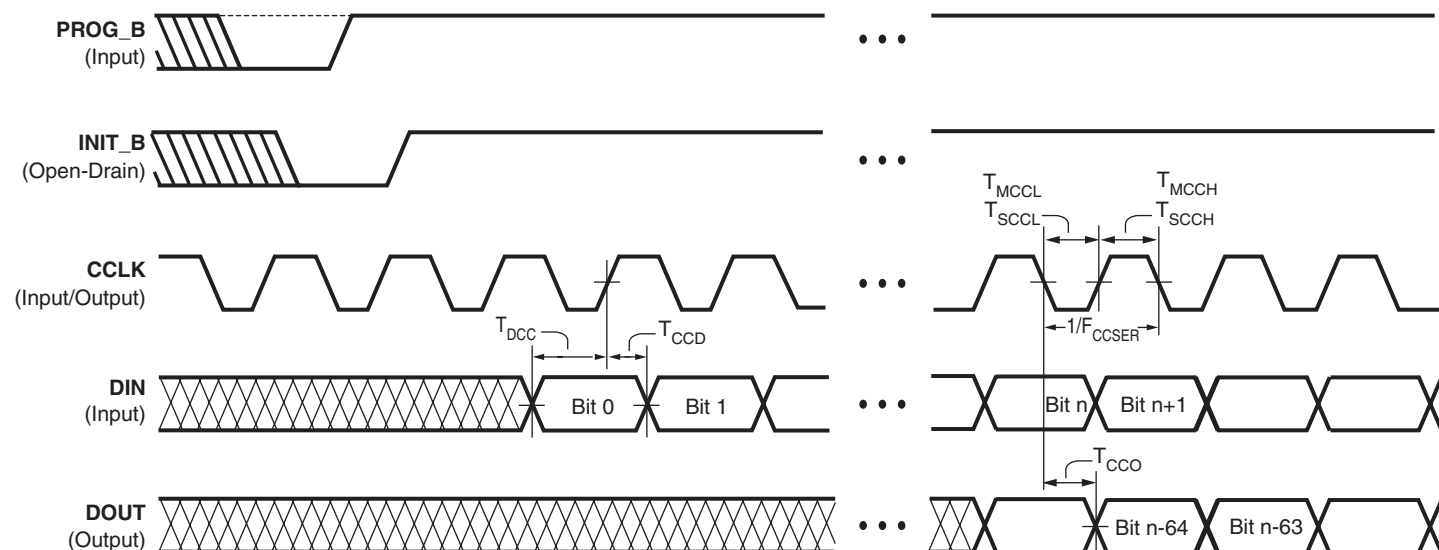 PROG_B
(Input)
INIT_B
(Open-Drain)
T_MCCL
T_SCCL
T_MCCH
T_SCCH
CCLK
(Input/Output)
T_DCC
T_CCD
1/F_CCSER
DIN
(Input)
Bit 0
Bit 1
Bit n
Bit n+1
T_CCO
DOUT
(Output)
Bit n-64
Bit n-63